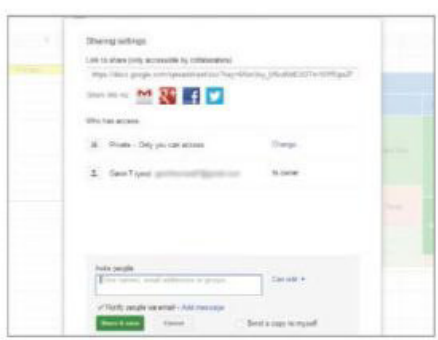 Sharing settings
Link to share (only accessible by collaborators)
Share link via:
Who has access
Private - Only you can access Change...
(you) Is owner
Invite people
Enter names, email addresses or groups...
Can edit
Notify people via email - Add message
Share & save Cancel Send a copy to myself